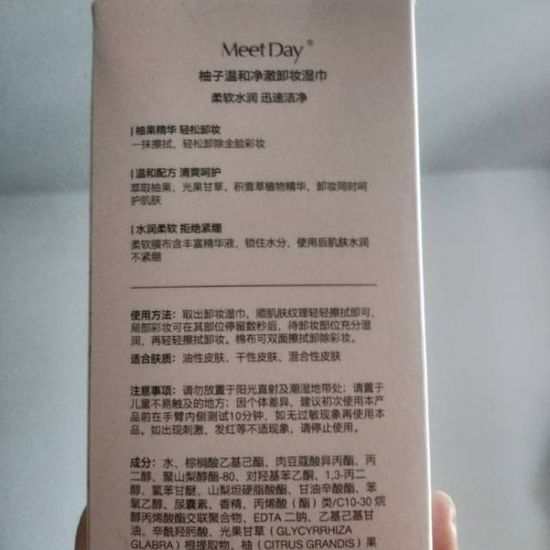 Meet Day®
柚子温和净澈卸妆湿巾
柔软水润 迅速洁净
柚果精华 轻松卸妆
一抹擦拭、轻松卸除全脸彩妆
温和配方 清爽呵护
萃取柚果、光果甘草、积雪草植物精华、卸妆同时呵
护肌肤
水润柔软 拒绝紧绷
柔软膜布含丰富精华液、锁住水分、使用后肌肤水润
不紧绷
使用方法：取出卸妆湿巾，顺肌肤纹理轻轻擦拭即可，
局部彩妆可在其部位停留数秒后，待卸妆部位充分湿
润，再轻轻擦拭卸妆。棉布可双面擦拭卸除彩妆。
适合肤质：油性皮肤、干性皮肤、混合性皮肤
注意事项：请勿放置于阳光直射及潮湿地带处；请置于
儿童不易触及的地方；因个体差异，建议初次使用本产
品前在手臂内侧测试10分钟，如无过敏现象再使用本
品。如出现刺激、发红等不适现象，请停止使用。
成分：水、棕榈酸乙基己酯、肉豆蔻酸异丙酯、丙
二醇、聚山梨醇酯-80、对羟基苯乙酮、1,3-丙二
醇、氯苯甘醚、山梨坦硬脂酸酯、甘油辛酸酯、苯
氧乙醇、尿囊素、香精、丙烯酸（酯）类/C10-30 烷
醇丙烯酸酯交联聚合物、EDTA 二钠、乙基己基甘
油、辛酰羟肟酸、光果甘草 (GLYCYRRHIZA
GLABRA) 根提取物、柚 (CITRUS GRANDIS) 果